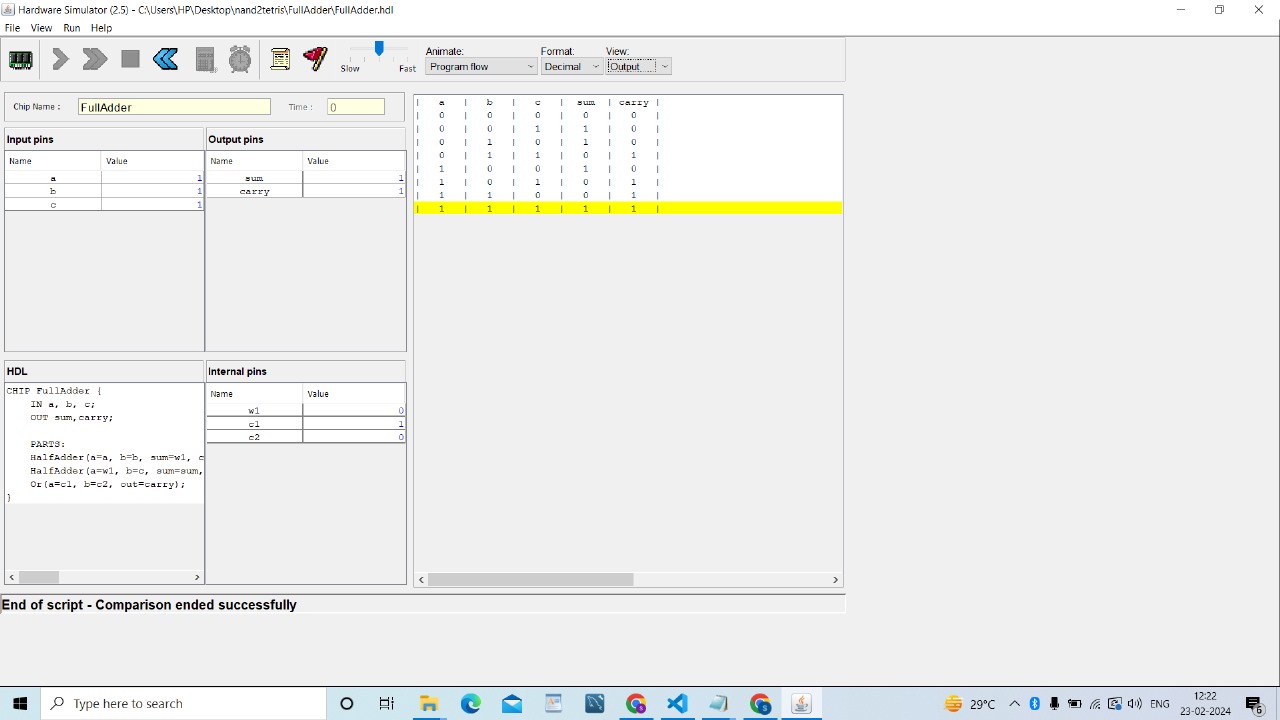 Hardware Simulator (2.5) - C:\Users\HP\Desktop\nand2tetris\FullAdder\FullAdder.hdl
File View Run Help
Slow Fast
Animate: Format: View:
Program flow Decimal Output
Chip Name : FullAdder Time : 0
Input pins
Name Value
a 1
b 1
c 1
Output pins
Name Value
sum 1
carry 1
| a | b | c | sum | carry |
| 0 | 0 | 0 | 0 | 0 |
| 0 | 0 | 1 | 1 | 0 |
| 0 | 1 | 0 | 1 | 0 |
| 0 | 1 | 1 | 0 | 1 |
| 1 | 0 | 0 | 1 | 0 |
| 1 | 0 | 1 | 0 | 1 |
| 1 | 1 | 0 | 0 | 1 |
| 1 | 1 | 1 | 1 | 1 |
HDL
CHIP FullAdder {
IN a, b, c;
OUT sum,carry;
PARTS:
HalfAdder(a=a, b=b, sum=w1, c
HalfAdder(a=w1, b=c, sum=sum,
Or(a=c1, b=c2, out=carry);
}
Internal pins
Name Value
w1 0
c1 1
c2 0
End of script - Comparison ended successfully
Type here to search
29°C
ENG
12:22
23-02-2024
6